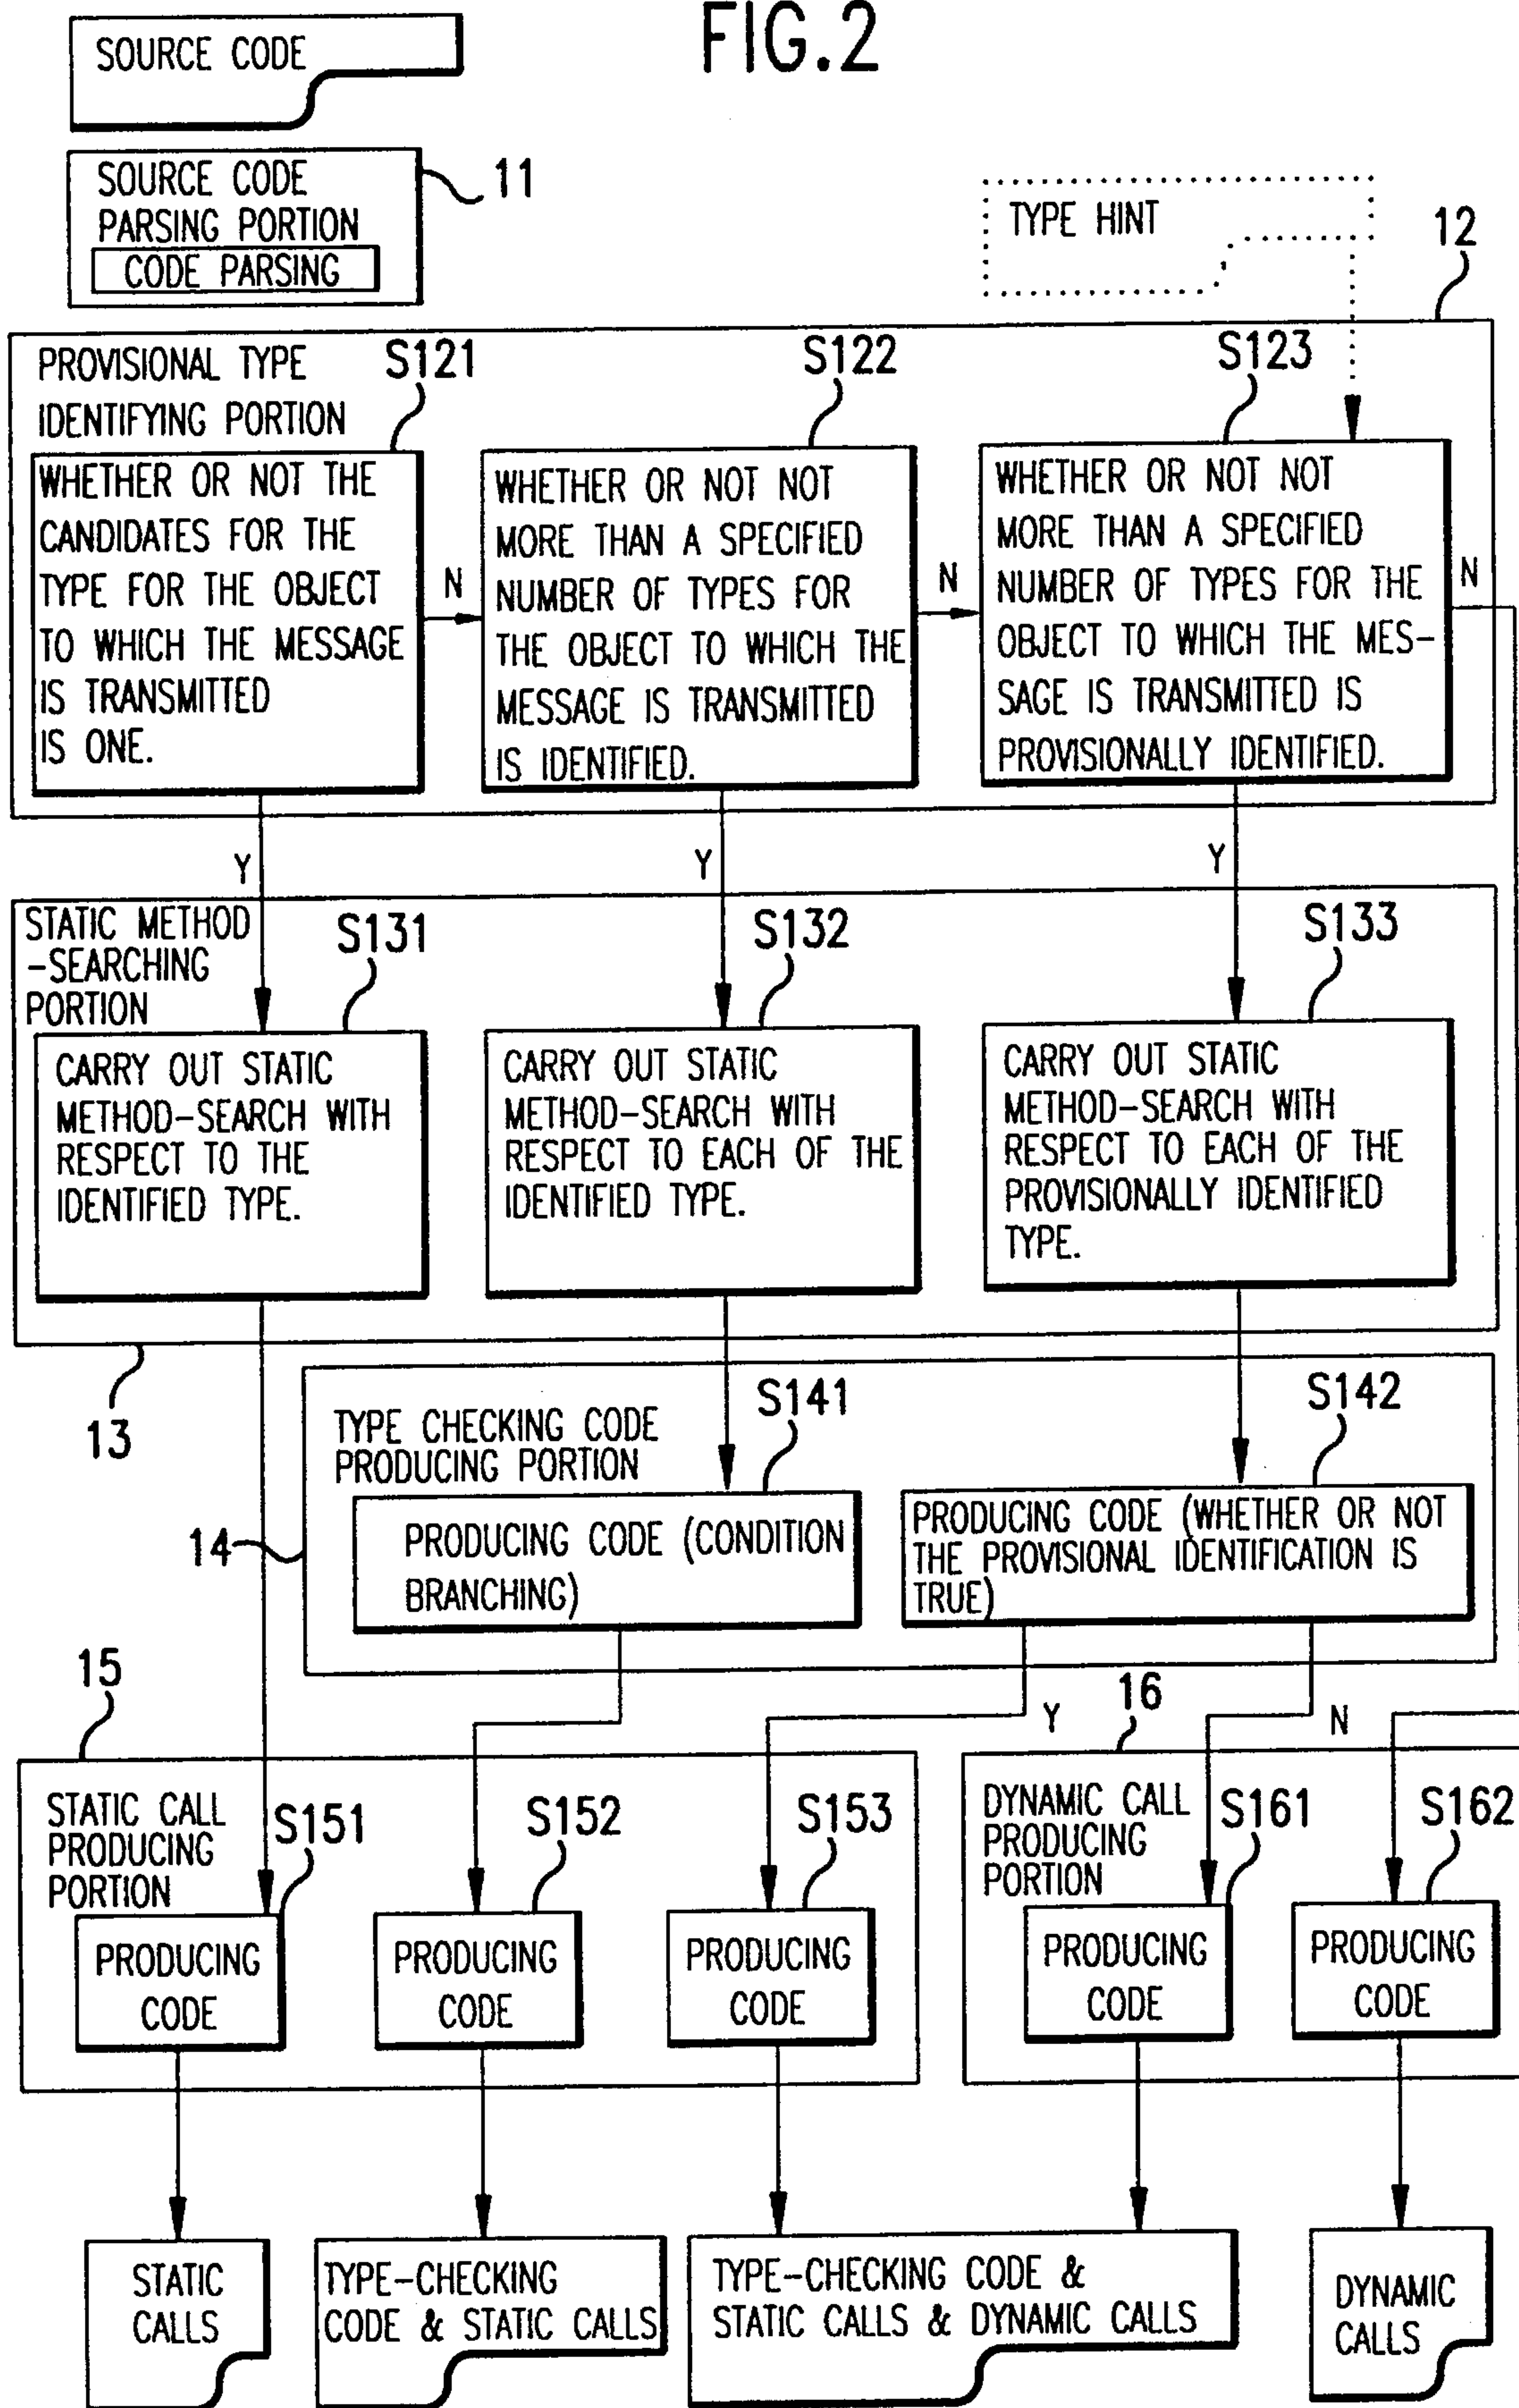 FIG.2
SOURCE CODE
SOURCE CODE
PARSING PORTION
CODE PARSING
11
TYPE HINT
12
PROVISIONAL TYPE
IDENTIFYING PORTION
S121
S122
S123
WHETHER OR NOT THE
CANDIDATES FOR THE
TYPE FOR THE OBJECT
TO WHICH THE MESSAGE
IS TRANSMITTED
IS ONE.
N
WHETHER OR NOT NOT
MORE THAN A SPECIFIED
NUMBER OF TYPES FOR
THE OBJECT TO WHICH THE
MESSAGE IS TRANSMITTED
IS IDENTIFIED.
N
WHETHER OR NOT NOT
MORE THAN A SPECIFIED
NUMBER OF TYPES FOR THE
OBJECT TO WHICH THE MES-
SAGE IS TRANSMITTED IS
PROVISIONALLY IDENTIFIED.
N
Y
Y
Y
STATIC METHOD
-SEARCHING
PORTION
S131
S132
S133
CARRY OUT STATIC
METHOD-SEARCH WITH
RESPECT TO THE
IDENTIFIED TYPE.
CARRY OUT STATIC
METHOD-SEARCH WITH
RESPECT TO EACH OF THE
IDENTIFIED TYPE.
CARRY OUT STATIC
METHOD-SEARCH WITH
RESPECT TO EACH OF THE
PROVISIONALLY IDENTIFIED
TYPE.
13
TYPE CHECKING CODE
PRODUCING PORTION
S141
S142
14
PRODUCING CODE (CONDITION
BRANCHING)
PRODUCING CODE (WHETHER OR NOT
THE PROVISIONAL IDENTIFICATION IS
TRUE)
15
Y
16
N
STATIC CALL
PRODUCING
PORTION
S151
S152
S153
DYNAMIC CALL
PRODUCING
PORTION
S161
S162
PRODUCING
CODE
PRODUCING
CODE
PRODUCING
CODE
PRODUCING
CODE
PRODUCING
CODE
STATIC
CALLS
TYPE-CHECKING
CODE & STATIC CALLS
TYPE-CHECKING CODE &
STATIC CALLS & DYNAMIC CALLS
DYNAMIC
CALLS